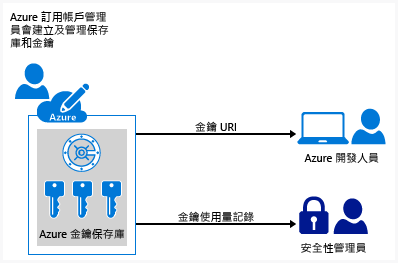 Azure 訂用帳戶管理
員會建立及管理保存
庫和金鑰
Azure
金鑰 URI
Azure 開發人員
Azure 金鑰保存庫
金鑰使用量記錄
安全性管理員